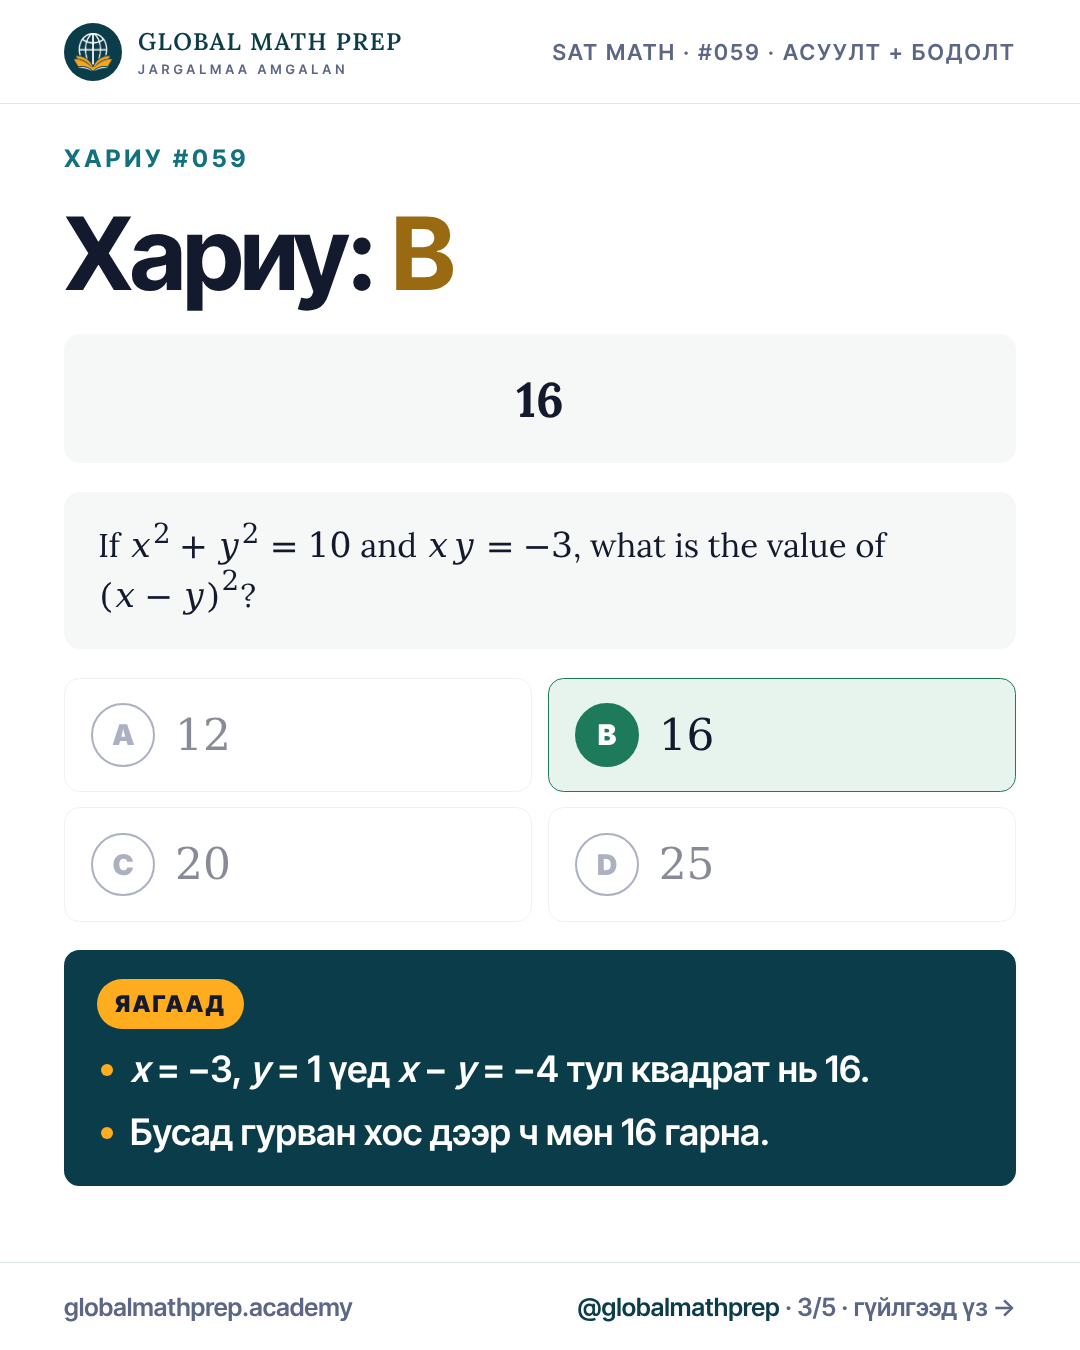 GLOBAL MATH PREP
JARGALMAA AMGALAN
SAT MATH · #059 · АСУУЛТ + БОДОЛТ
ХАРИУ #059
Хариу: B
16
If x² + y² = 10 and xy = −3, what is the value of
(x − y)²?
A 12
B 16
C 20
D 25
ЯАГААД
• x = −3, y = 1 үед x − y = −4 тул квадрат нь 16.
• Бусад гурван хос дээр ч мөн 16 гарна.
globalmathprep.academy
@globalmathprep · 3/5 · гүйлгээд үз →